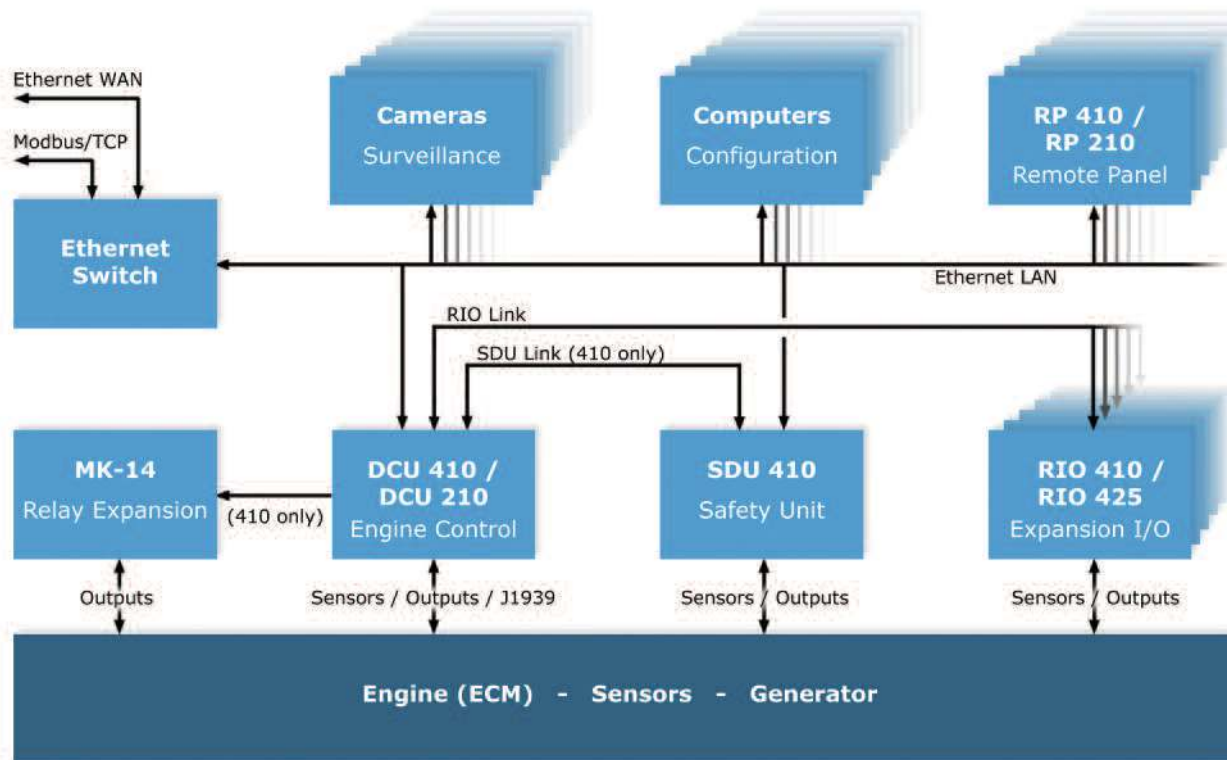 Ethernet WAN
Modbus/TCP
Ethernet
Switch
Cameras
Surveillance
Computers
Configuration
RP 410 /
RP 210
Remote Panel
Ethernet LAN
RIO Link
SDU Link (410 only)
MK-14
Relay Expansion
(410 only)
DCU 410 /
DCU 210
Engine Control
SDU 410
Safety Unit
RIO 410 /
RIO 425
Expansion I/O
Outputs
Sensors / Outputs / J1939
Sensors / Outputs
Sensors / Outputs
Engine (ECM) - Sensors - Generator